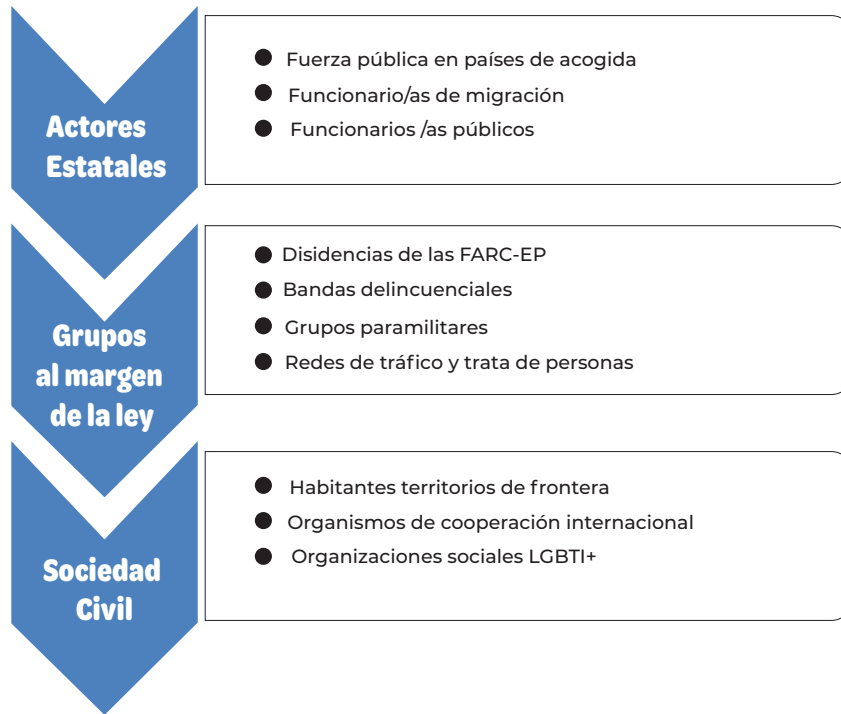 Actores
Estatales
Fuerza pública en países de acogida
Funcionario/as de migración
Funcionarios /as públicos
Grupos
al margen
de la ley
Disidencias de las FARC-EP
Bandas delincuenciales
Grupos paramilitares
Redes de tráfico y trata de personas
Sociedad
Civil
Habitantes territorios de frontera
Organismos de cooperación internacional
Organizaciones sociales LGBTI+